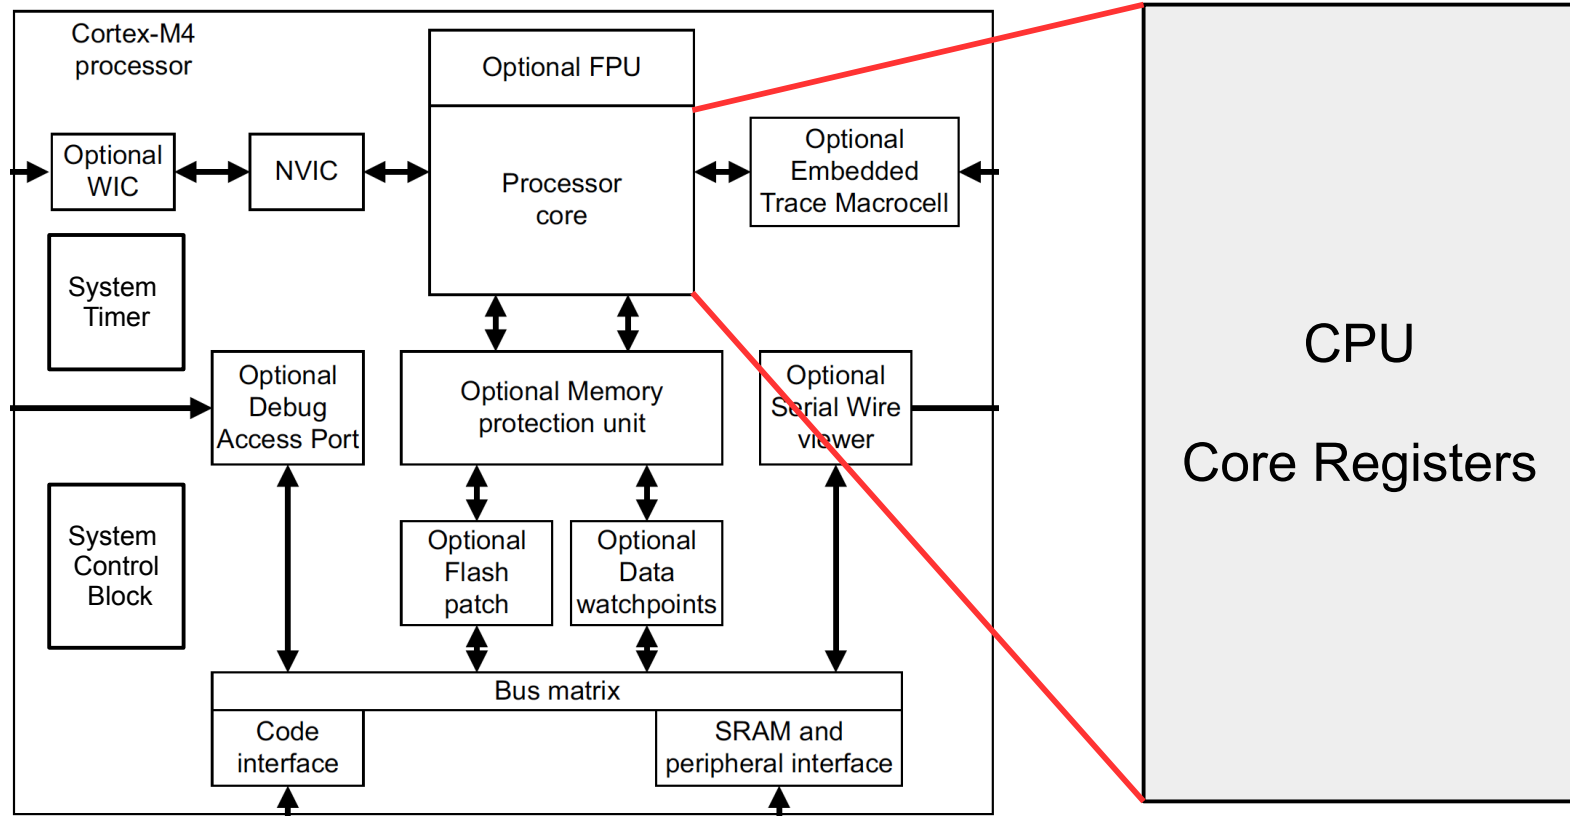 Cortex-M4
processor
Optional FPU
Processor
core
Optional
WIC
NVIC
Optional
Embedded
Trace Macrocell
System
Timer
Optional
Debug
Access Port
Optional Memory
protection unit
Optional
Serial Wire
viewer
System
Control
Block
Optional
Flash
patch
Optional
Data
watchpoints
Bus matrix
Code
interface
SRAM and
peripheral interface
CPU
Core Registers